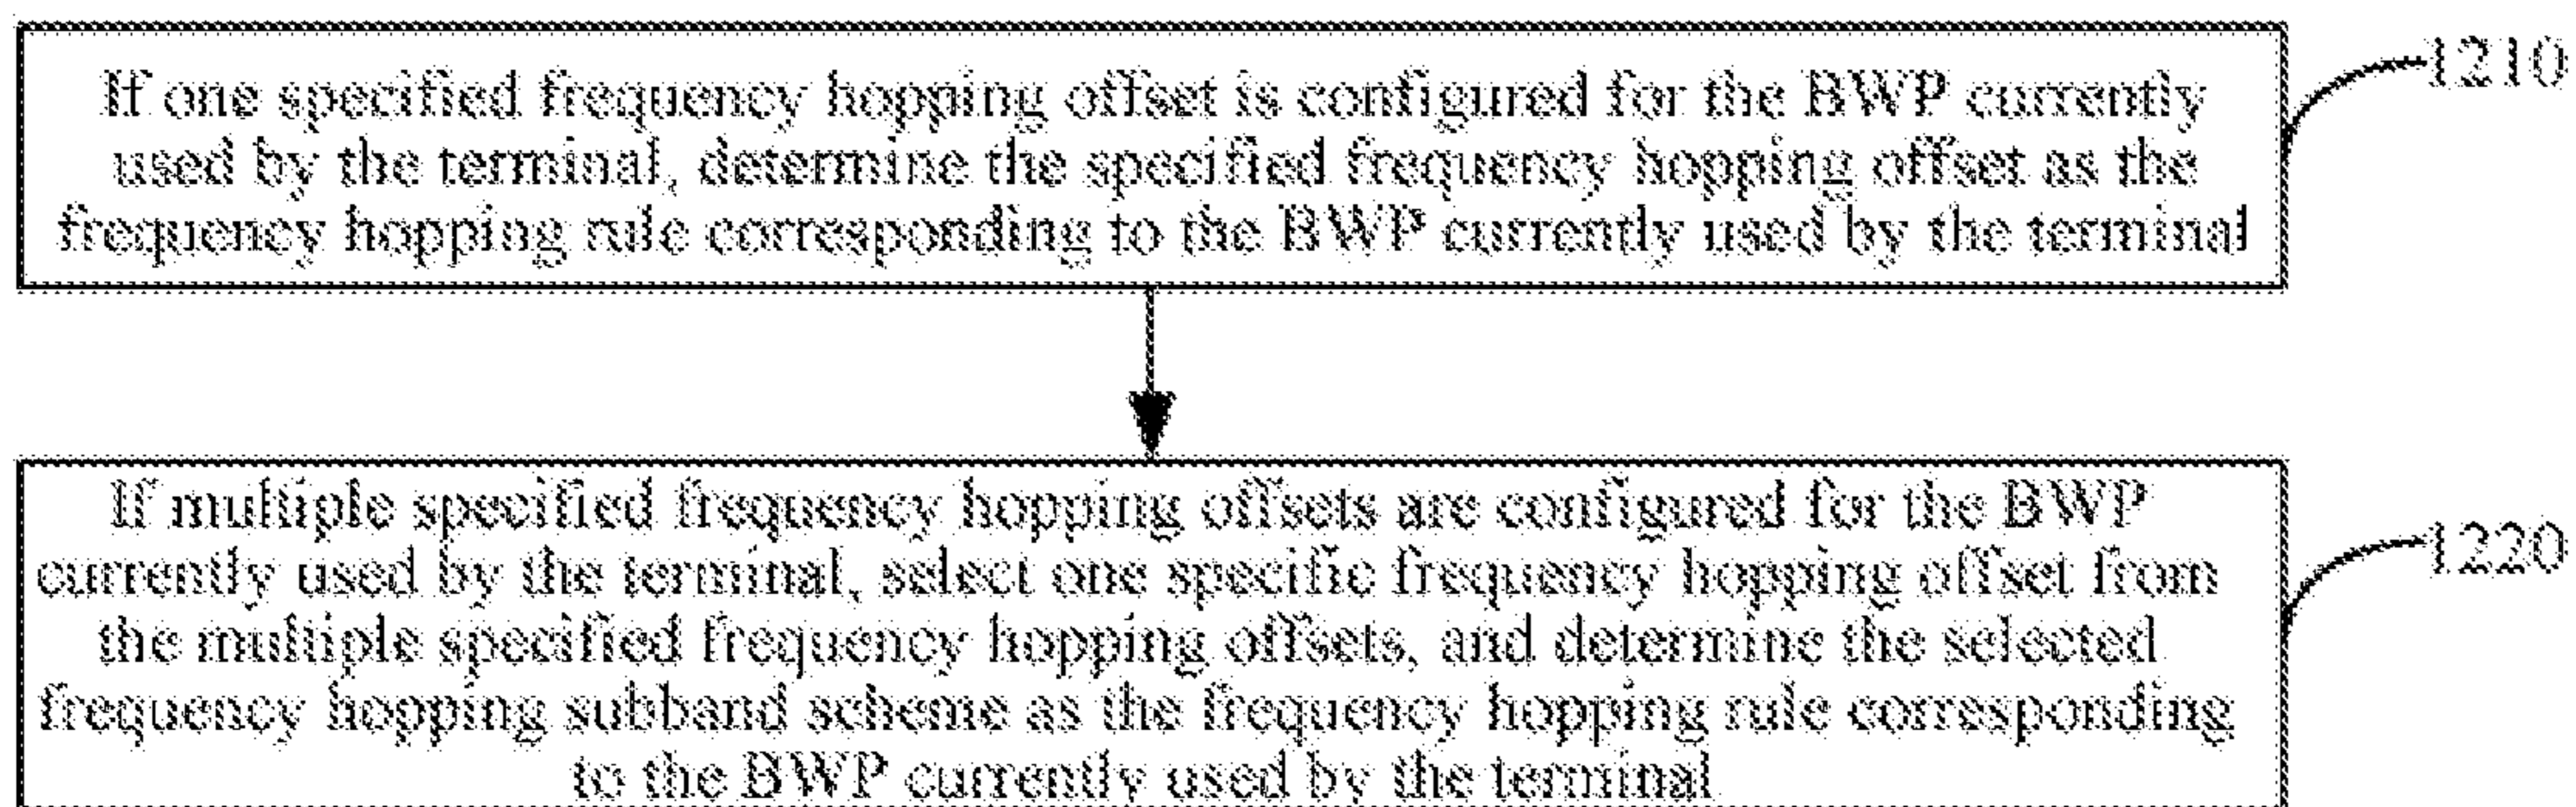 If one specified frequency hopping offset is configured for the BWP currently
used by the terminal, determine the specified frequency hopping offset as the
frequency hopping rule corresponding to the BWP currently used by the terminal
1210
If multiple specified frequency hopping offsets are configured for the BWP
currently used by the terminal, select one specific frequency hopping offset from
the multiple specified frequency hopping offsets, and determine the selected
frequency hopping subband scheme as the frequency hopping rule corresponding
to the BWP currently used by the terminal
1220